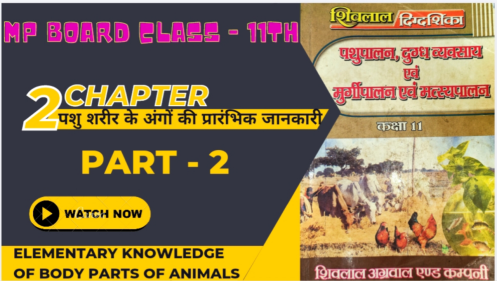 MP BOARD CLASS - 11TH
2 CHAPTER
पशु शरीर के अंगों की प्रारंभिक जानकारी
PART - 2
WATCH NOW
ELEMENTARY KNOWLEDGE
OF BODY PARTS OF ANIMALS
शिवलाल दिग्दर्शिका
पशुपालन, दुग्ध व्यवसाय
एवं
मुर्गीपालन एवं मत्स्यपालन
कक्षा 11
शिवलाल अग्रवाल एण्ड कम्पनी